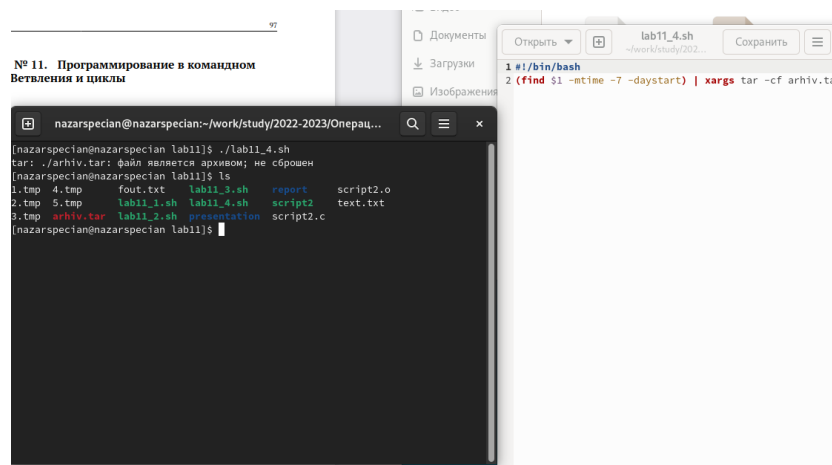 97
№ 11. Программирование в командном
Ветвления и циклы
Документы
Загрузки
Изображения
Открыть
lab11_4.sh
~/work/study/202...
Сохранить
1 #!/bin/bash
2 (find $1 -mtime -7 -daystart) | xargs tar -cf arhiv.ta
nazarspecian@nazarspecian:~/work/study/2022-2023/Операц...
[nazarspecian@nazarspecian lab11]$ ./lab11_4.sh
tar: ./arhiv.tar: файл является архивом; не сброшен
[nazarspecian@nazarspecian lab11]$ ls
1.tmp 4.tmp fout.txt lab11_3.sh report script2.o
2.tmp 5.tmp lab11_1.sh lab11_4.sh script2 text.txt
3.tmp arhiv.tar lab11_2.sh presentation script2.c
[nazarspecian@nazarspecian lab11]$